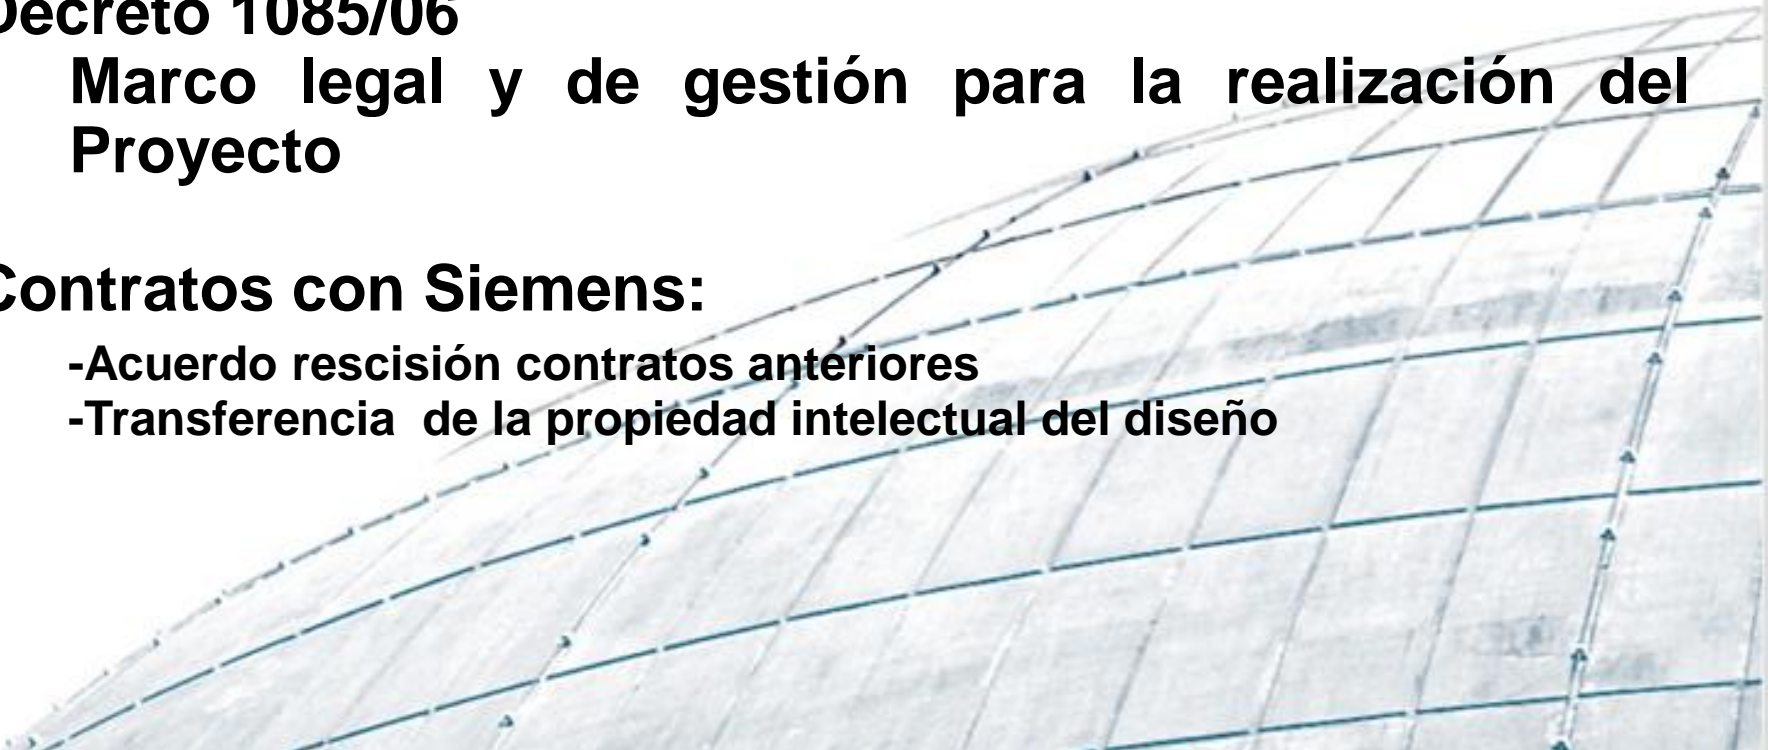 Decreto 1085/06
Marco legal y de gestión para la realización del
Proyecto
Contratos con Siemens:
-Acuerdo rescisión contratos anteriores
-Transferencia de la propiedad intelectual del diseño